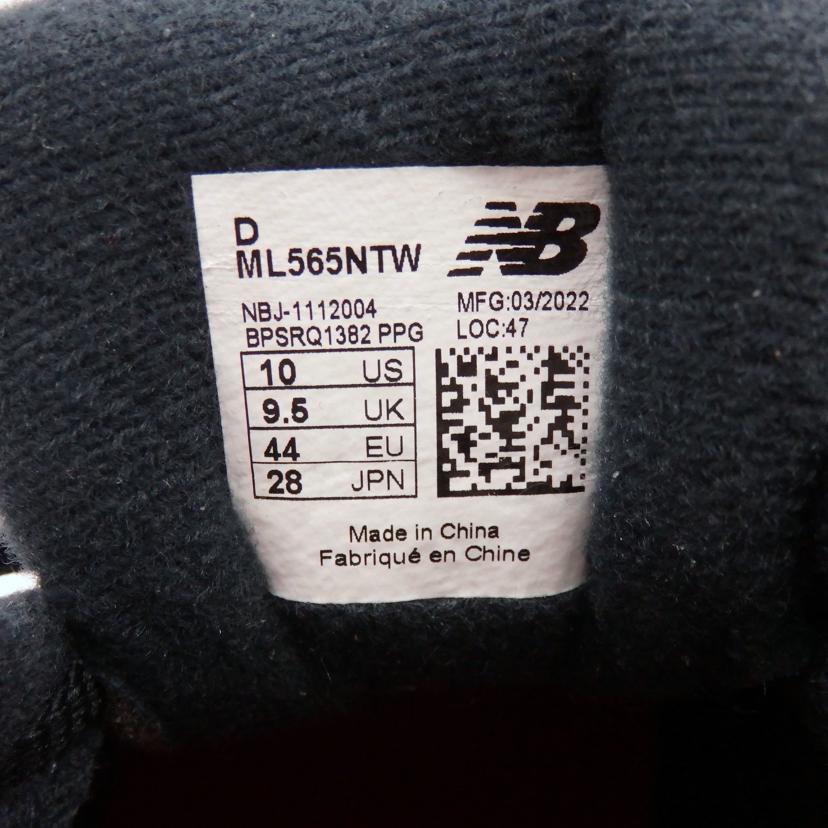 D
ML565NTW
NB
NBJ-1112004
BPSRQ1382 PPG
MFG:03/2022
LOC:47
10 US
9.5 UK
44 EU
28 JPN
Made in China
Fabriqué en Chine